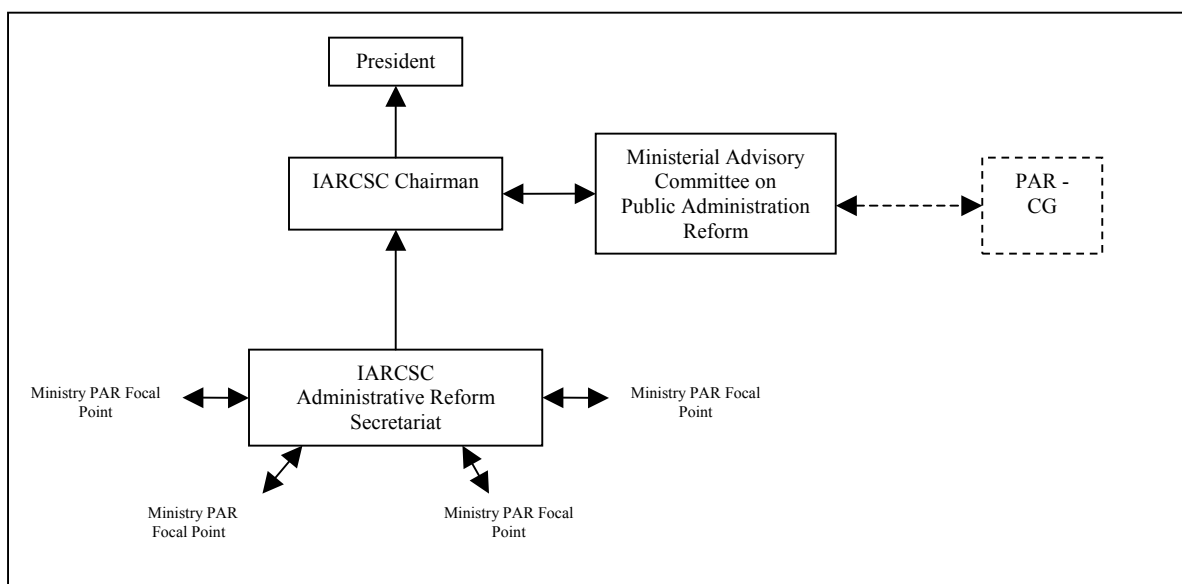 President
IARCSC Chairman
Ministerial Advisory
Committee on
Public Administration
Reform
PAR -
CG
IARCSC
Administrative Reform
Secretariat
Ministry PAR Focal
Point
Ministry PAR Focal
Point
Ministry PAR
Focal Point
Ministry PAR Focal
Point